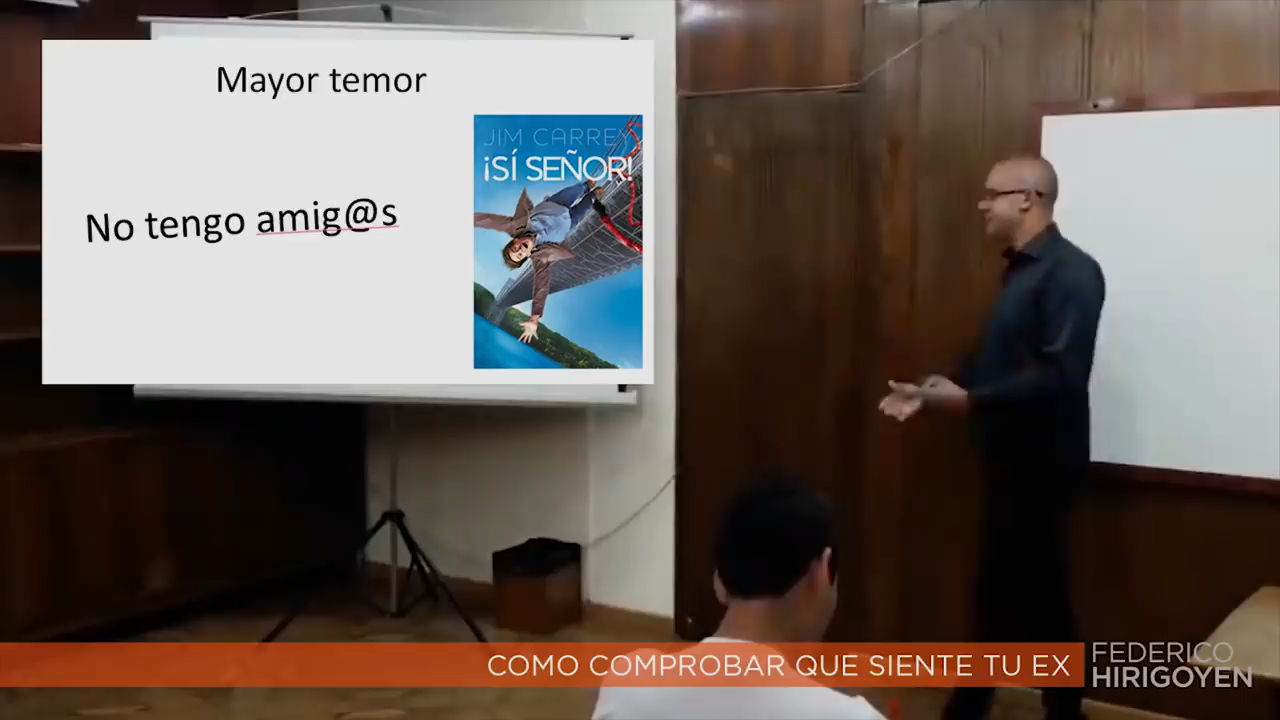 Mayor temor
JIM CARREY
¡SÍ SEÑOR!
No tengo amig@s
COMO COMPROBAR QUE SIENTE TU EX
FEDERICO
HIRIGOYEN